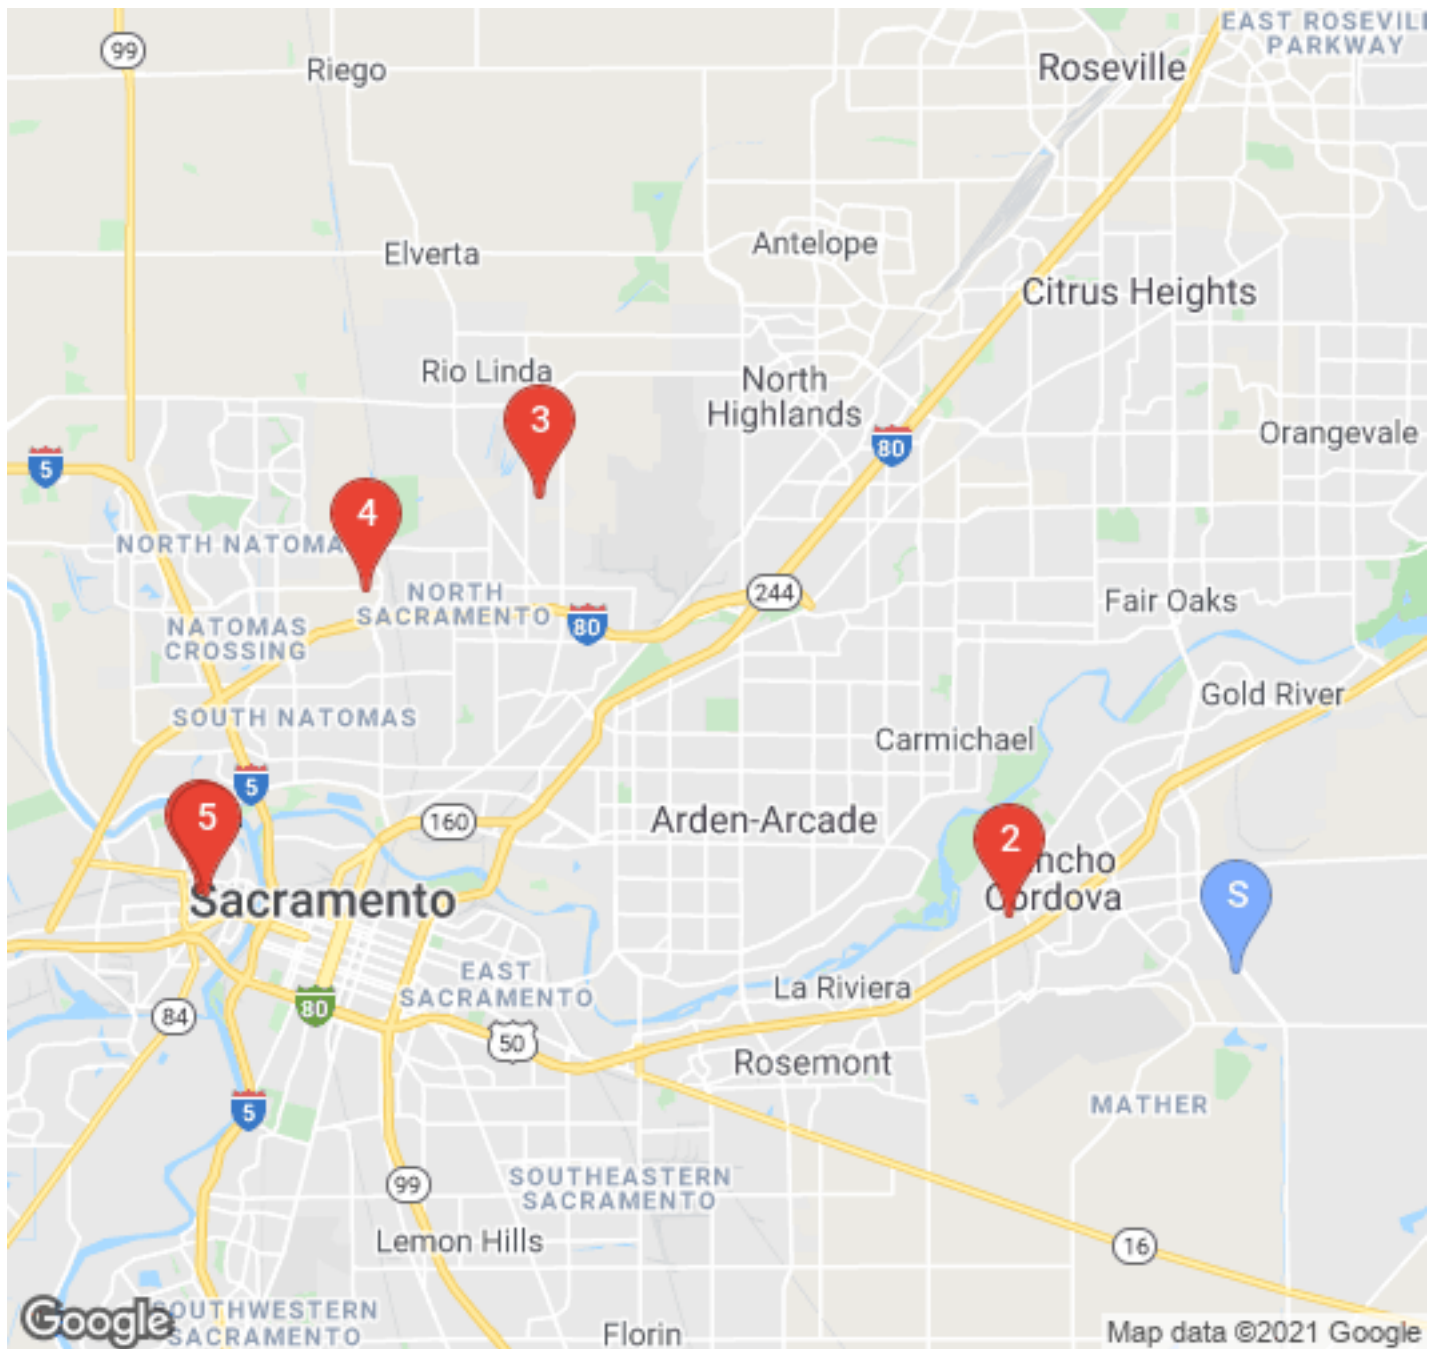 EAST ROSEVILL
PARKWAY
99
Riego
Roseville
Antelope
Elverta
Citrus Heights
Rio Linda
North
Highlands
3
Orangevale
80
5
4
NORTH NATOMA
NORTH
SACRAMENTO
244
Fair Oaks
80
NATOMAS
CROSSING
Gold River
SOUTH NATOMAS
Carmichael
5
160
Arden-Arcade
5
2
ncho
Cordova
S
Sacramento
EAST
SACRAMENTO
La Riviera
80
84
50
Rosemont
MATHER
5
99
SOUTHEASTERN
SACRAMENTO
Lemon Hills
16
SOUTHWESTERN
SACRAMENTO
Google
Florin
Map data ©2021 Google